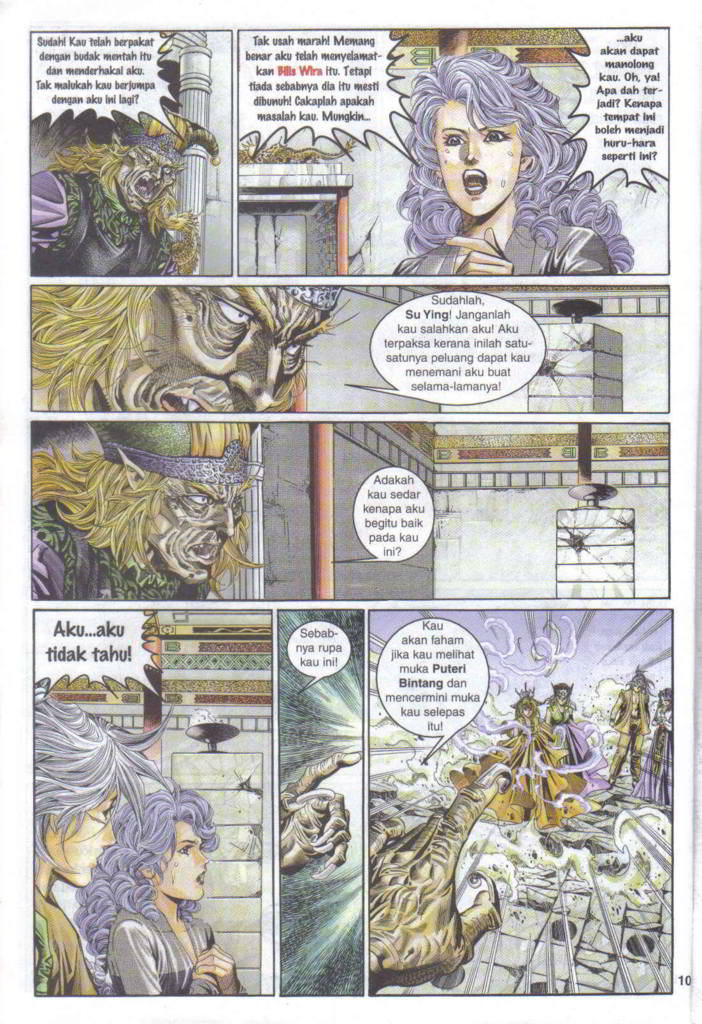 Sudah! Kau telah berpakat
dengan budak mentah itu
dan menderhakai aku.
Tak malukah kau berjumpa
dengan aku ini lagi?
Tak usah marah! Memang
benar aku telah menyelamat-
kan Bills Wira itu. Tetapi
tiada sebabnya dia itu mesti
dibunuh! Cakaplah apakah
masalah kau. Mungkin...
...aku
akan dapat
manolong
kau. Oh, ya!
Apa dah ter-
jadi? Kenapa
tempat ini
boleh menjadi
huru-hara
seperti ini?
Sudahlah,
Su Ying! Janganlah
kau salahkan aku! Aku
terpaksa kerana inilah satu-
satunya peluang dapat kau
menemani aku buat
selama-lamanya!
Adakah
kau sedar
kenapa aku
begitu baik
pada kau
ini?
Aku...aku
tidak tahu!
Sebab-
nya rupa
kau ini!
Kau
akan faham
jika kau melihat
muka Puteri
Bintang dan
mencermini muka
kau selepas
itu!
10